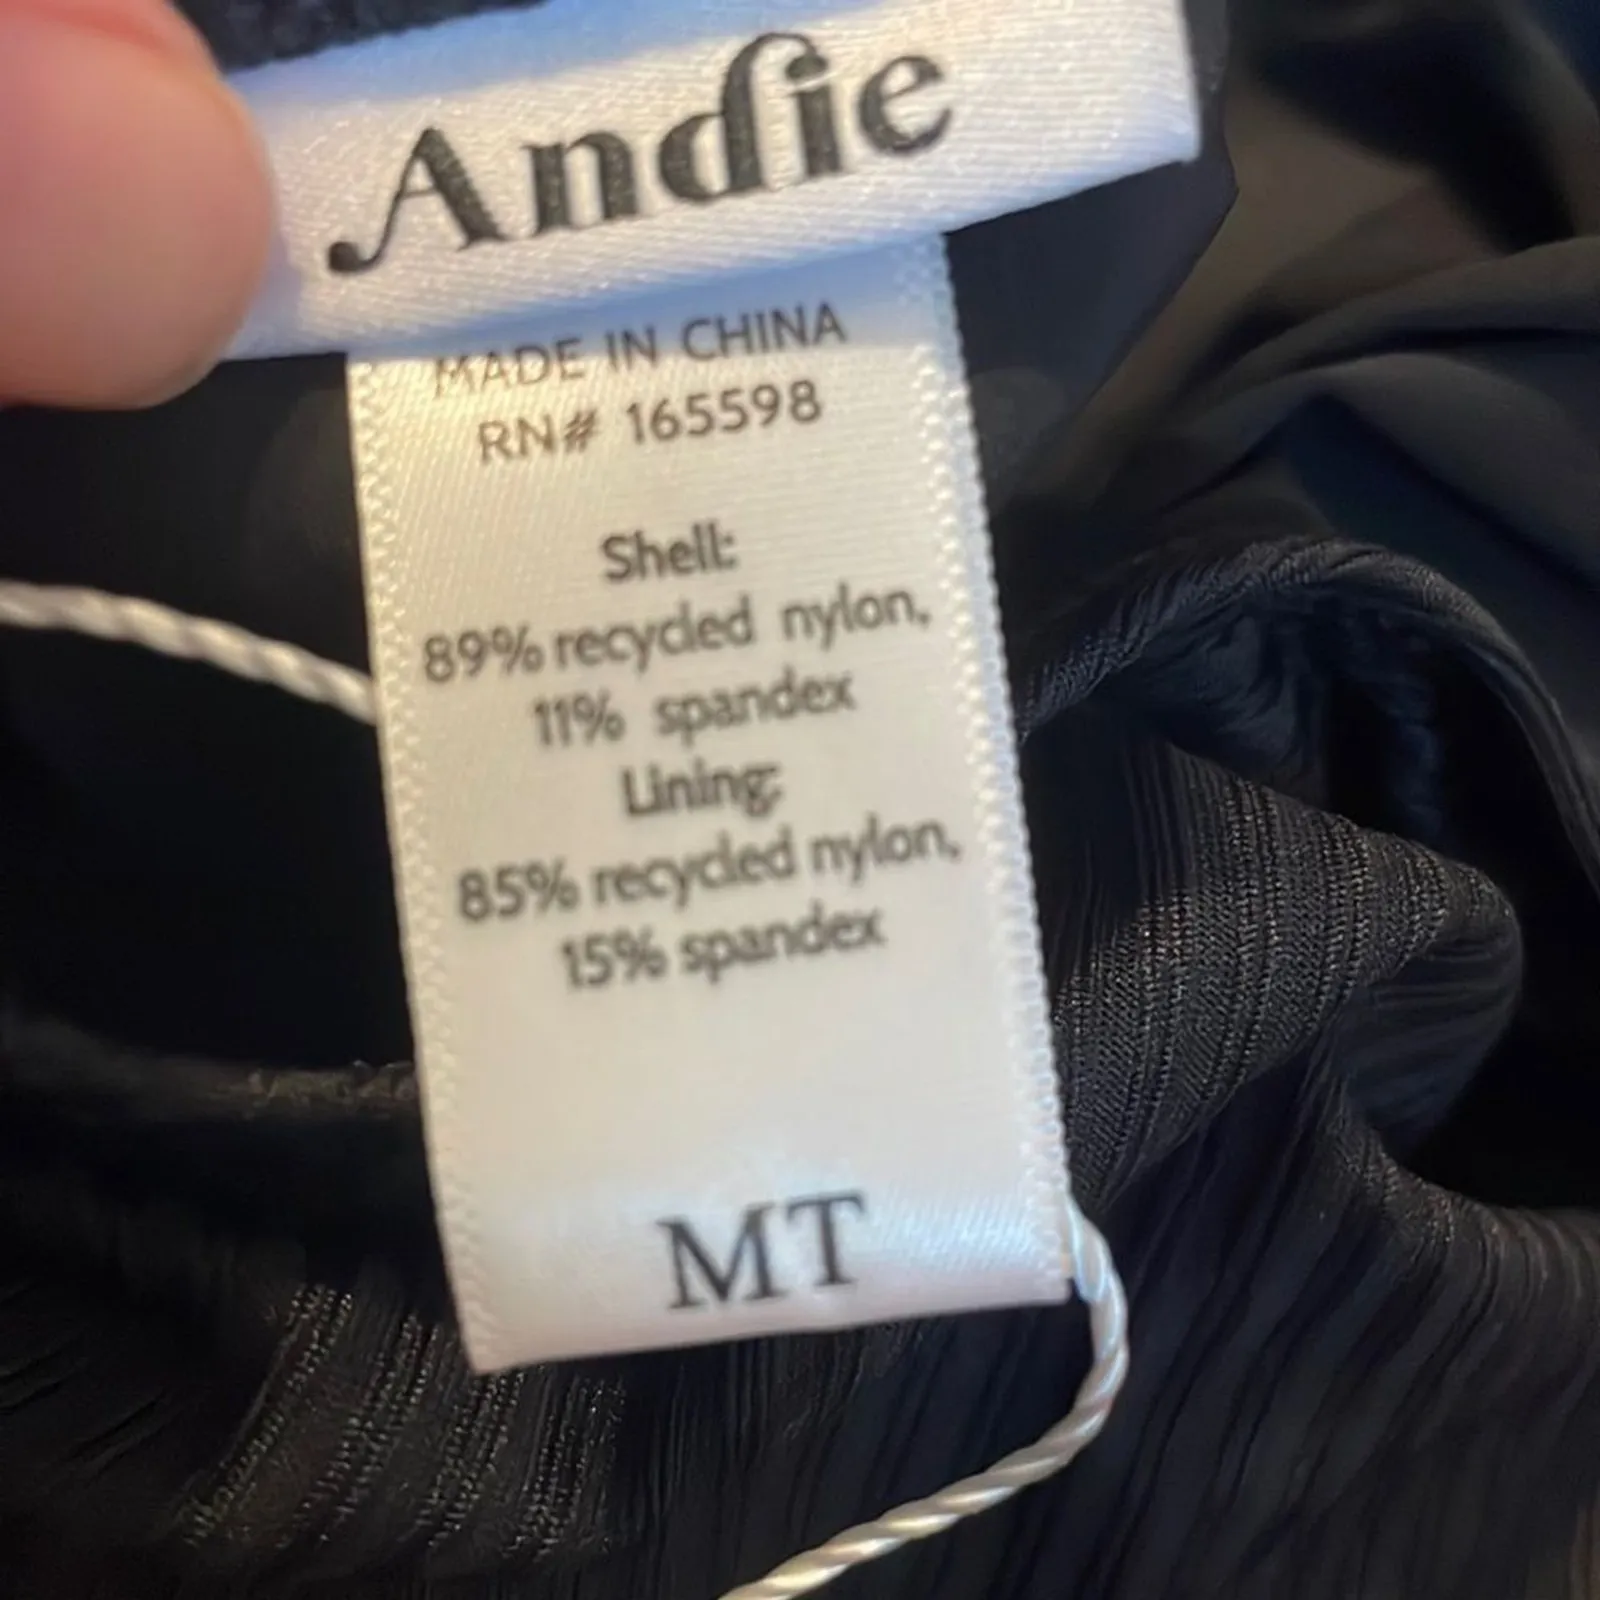 Andie
MADE IN CHINA
RN# 165598
Shell:
89% recycled nylon,
11% spandex
Lining:
85% recycled nylon,
15% spandex
MT